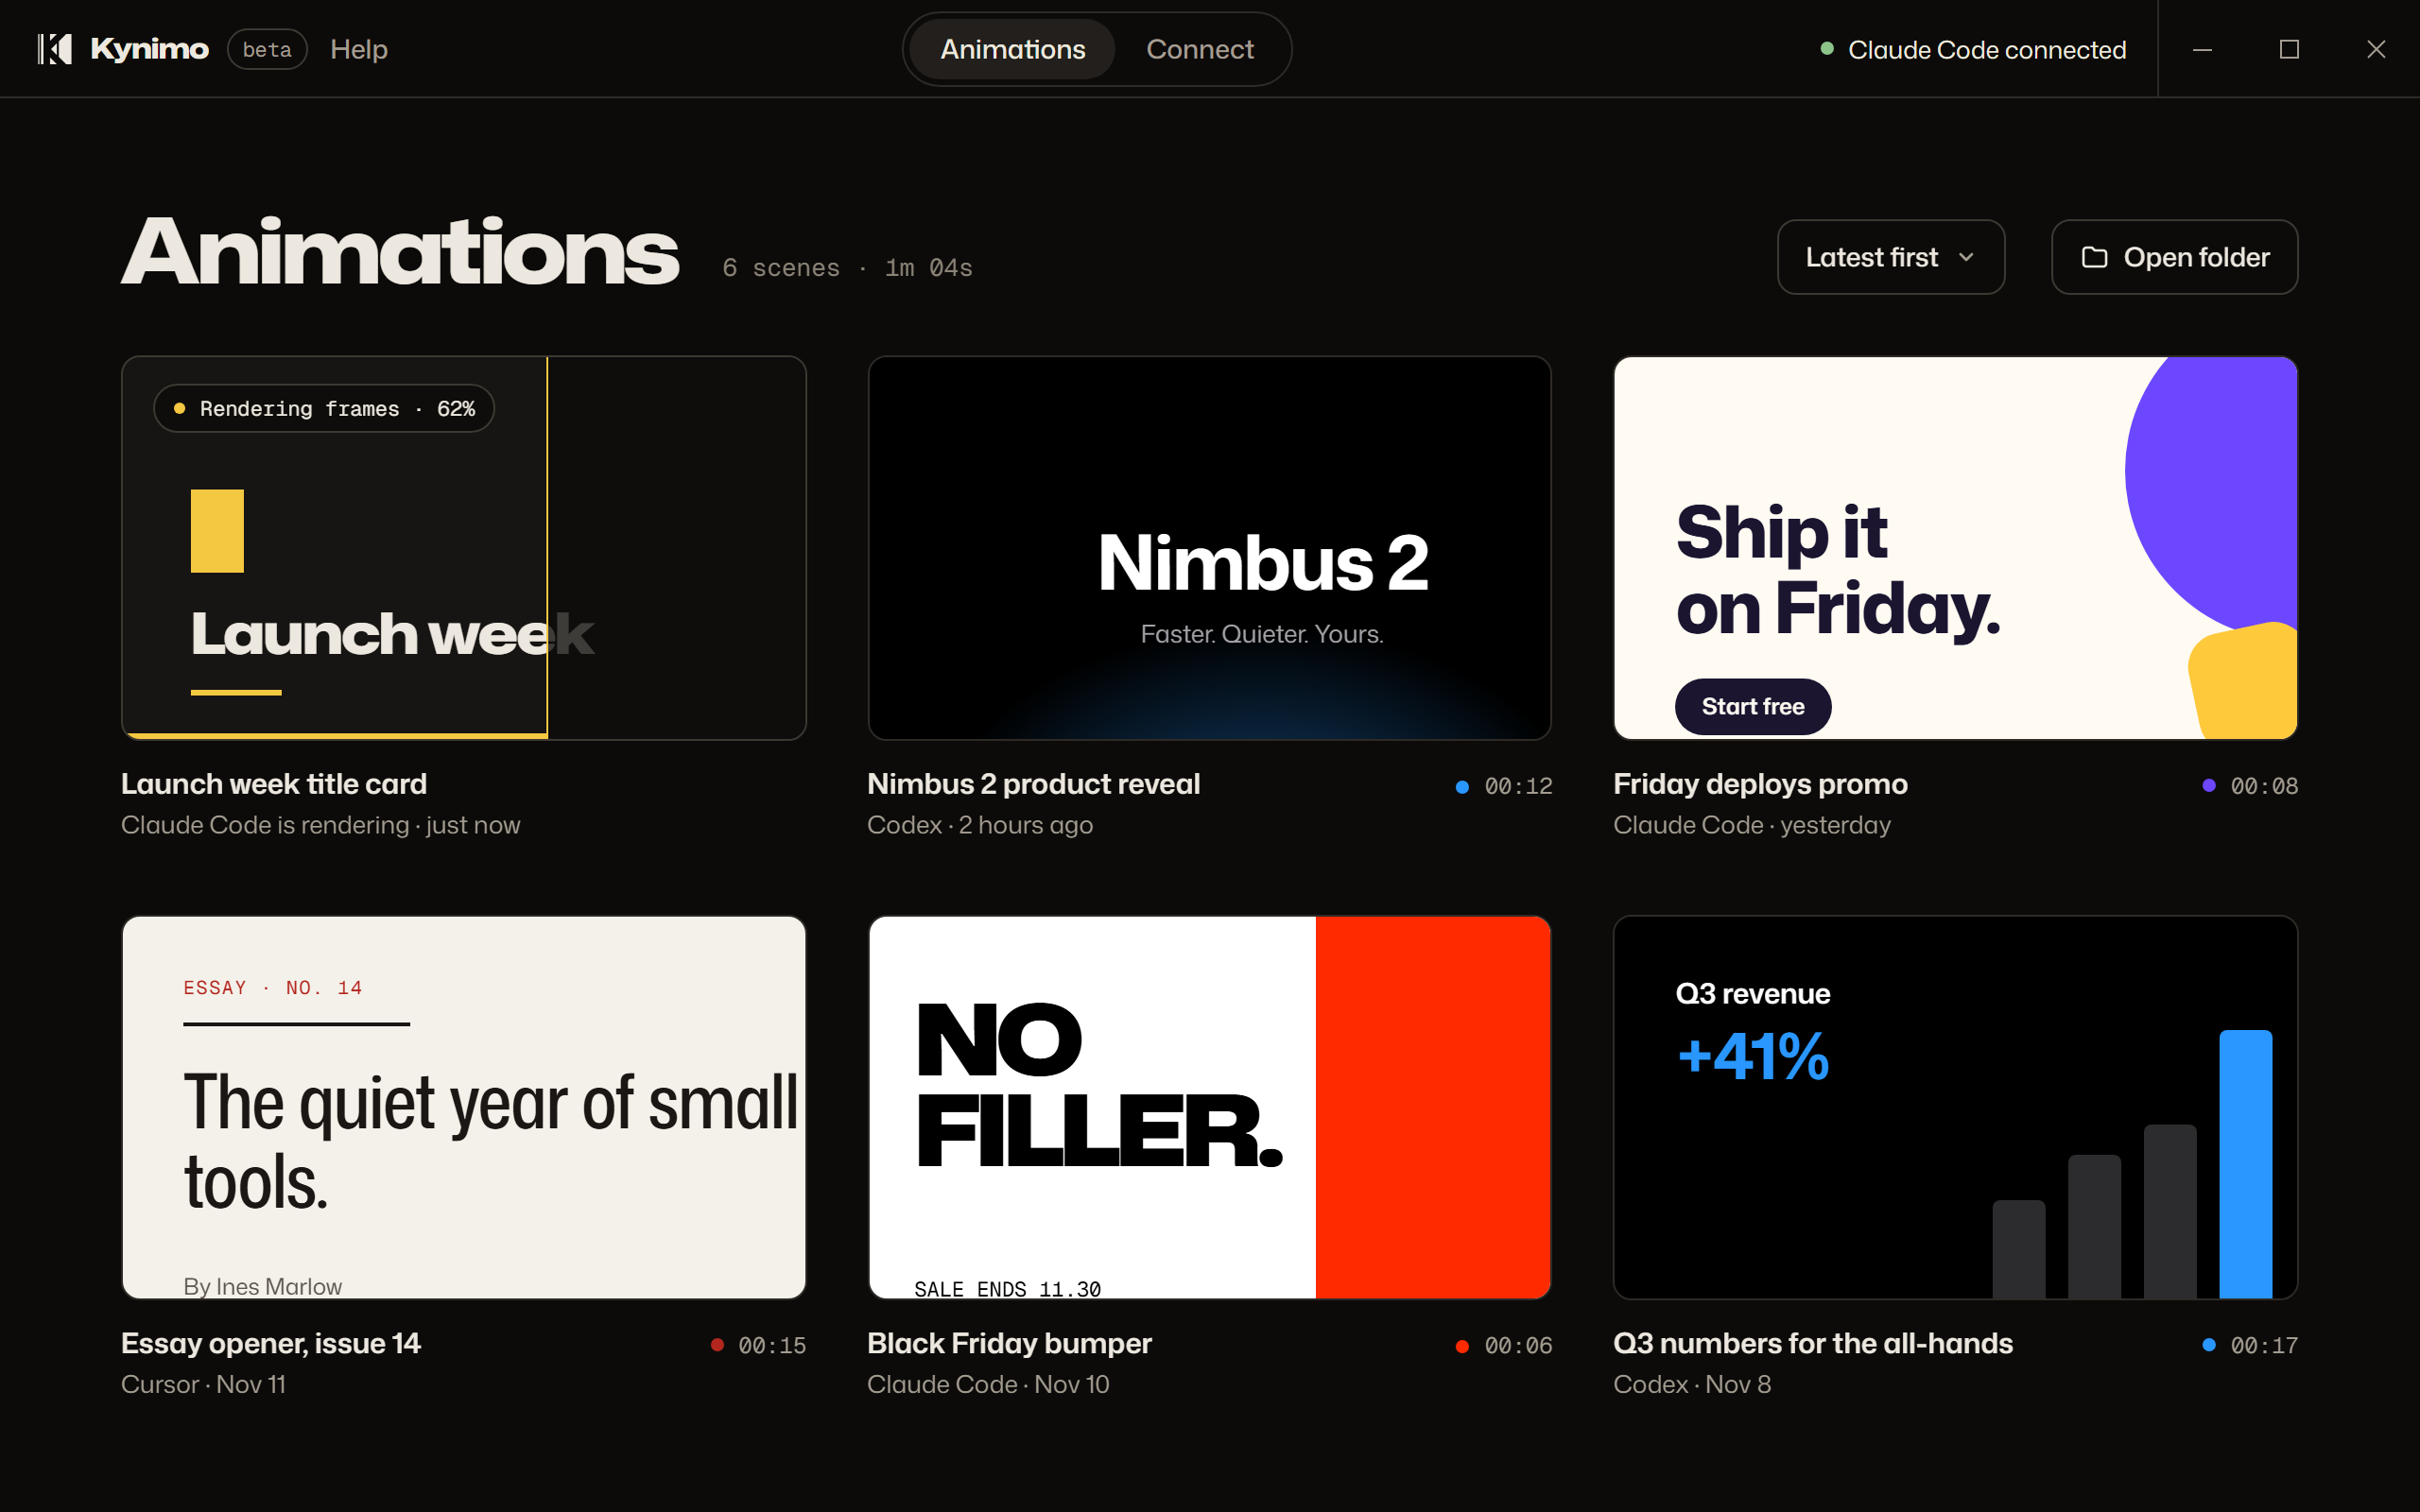 Kynimo beta Help
Animations Connect
Claude Code connected
Animations 6 scenes · 1m 04s
Latest first
Open folder
Rendering frames · 62%
Launch week
Launch week title card
Claude Code is rendering · just now
Nimbus 2
Faster. Quieter. Yours.
Nimbus 2 product reveal 00:12
Codex · 2 hours ago
Ship it
on Friday.
Start free
Friday deploys promo 00:08
Claude Code · yesterday
ESSAY · NO. 14
The quiet year of small
tools.
By Ines Marlow
Essay opener, issue 14 00:15
Cursor · Nov 11
NO
FILLER.
SALE ENDS 11.30
Black Friday bumper 00:06
Claude Code · Nov 10
Q3 revenue
+41%
Q3 numbers for the all-hands 00:17
Codex · Nov 8